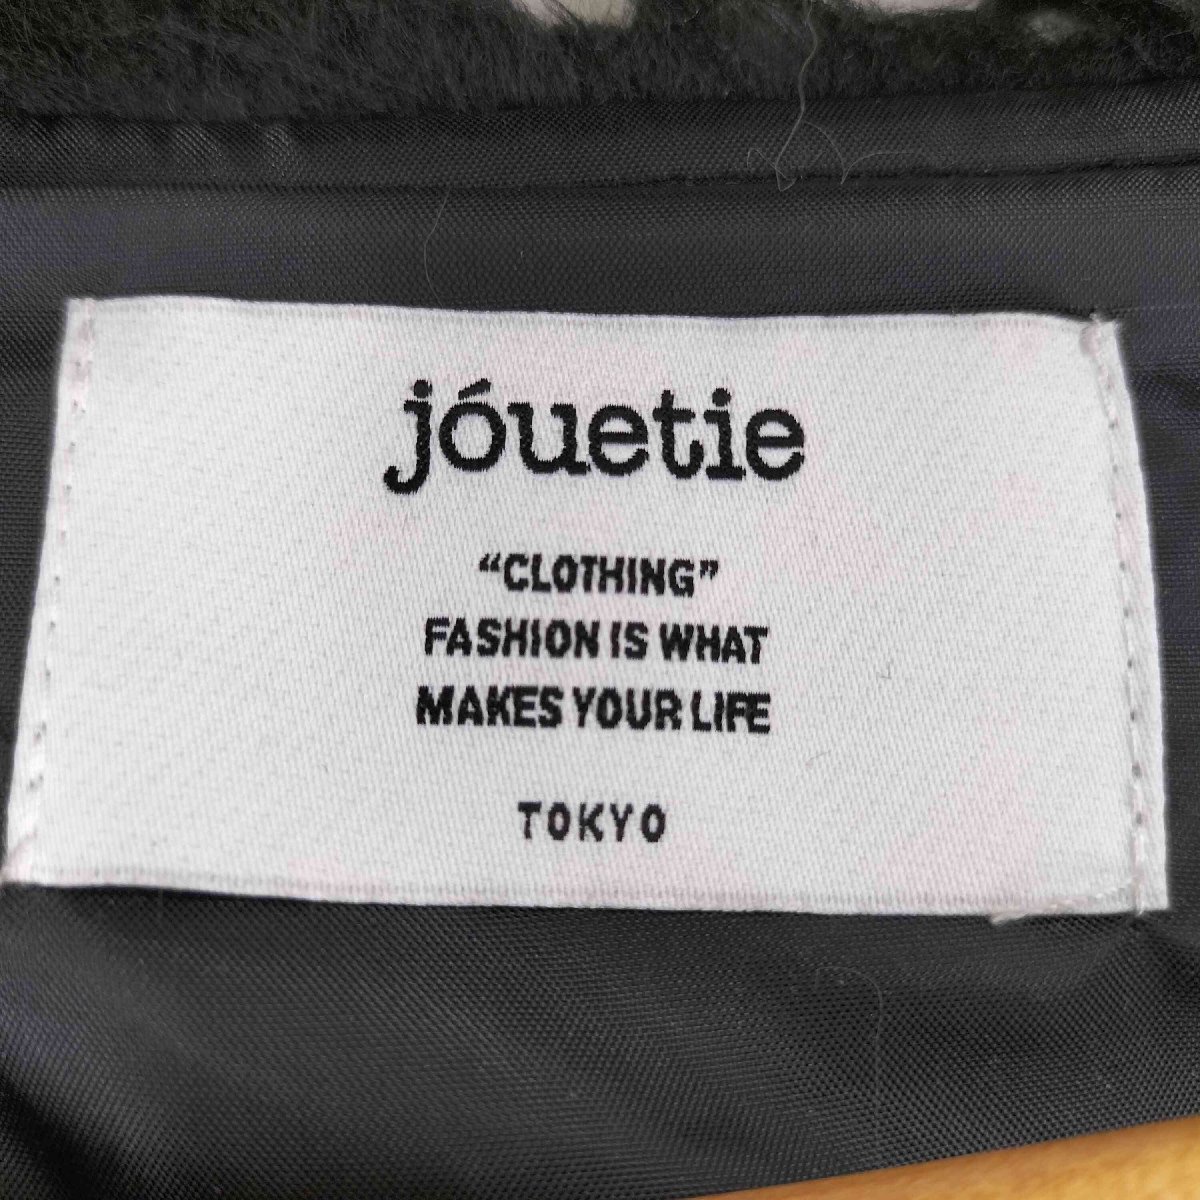 jóuetie
“CLOTHING”
FASHION IS WHAT
MAKES YOUR LIFE
TOKYO